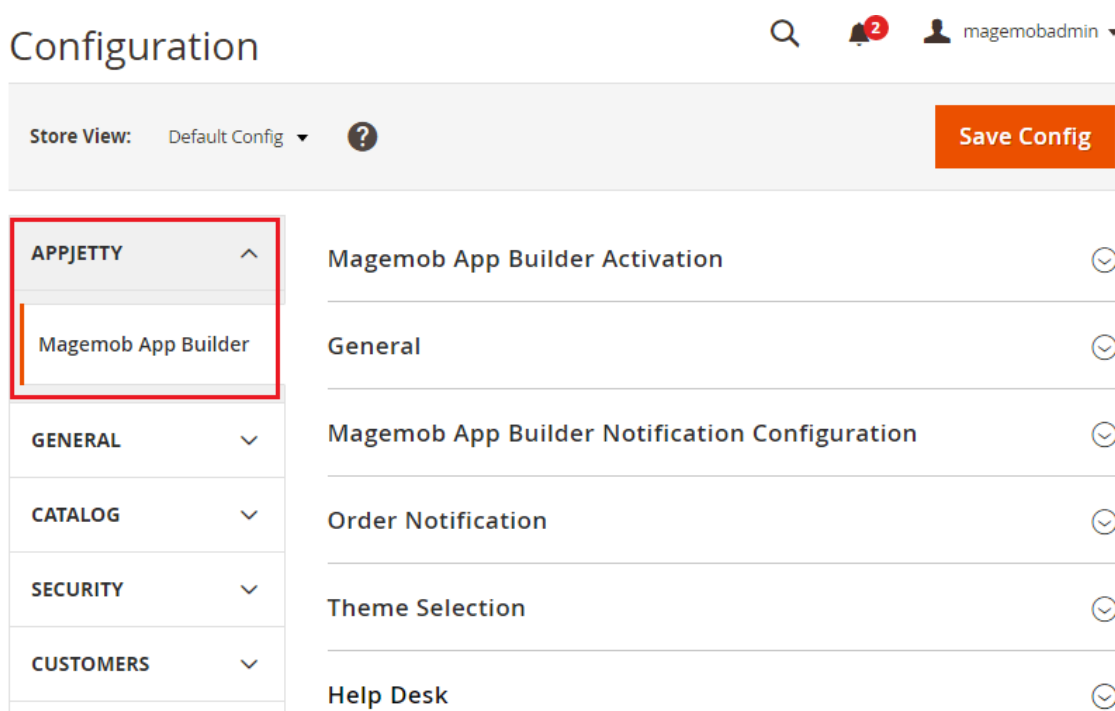 Configuration
2
magemobadmin
Store View:
Default Config
?
Save Config
APPJETTY
Magemob App Builder
GENERAL
CATALOG
SECURITY
CUSTOMERS
Magemob App Builder Activation
General
Magemob App Builder Notification Configuration
Order Notification
Theme Selection
Help Desk